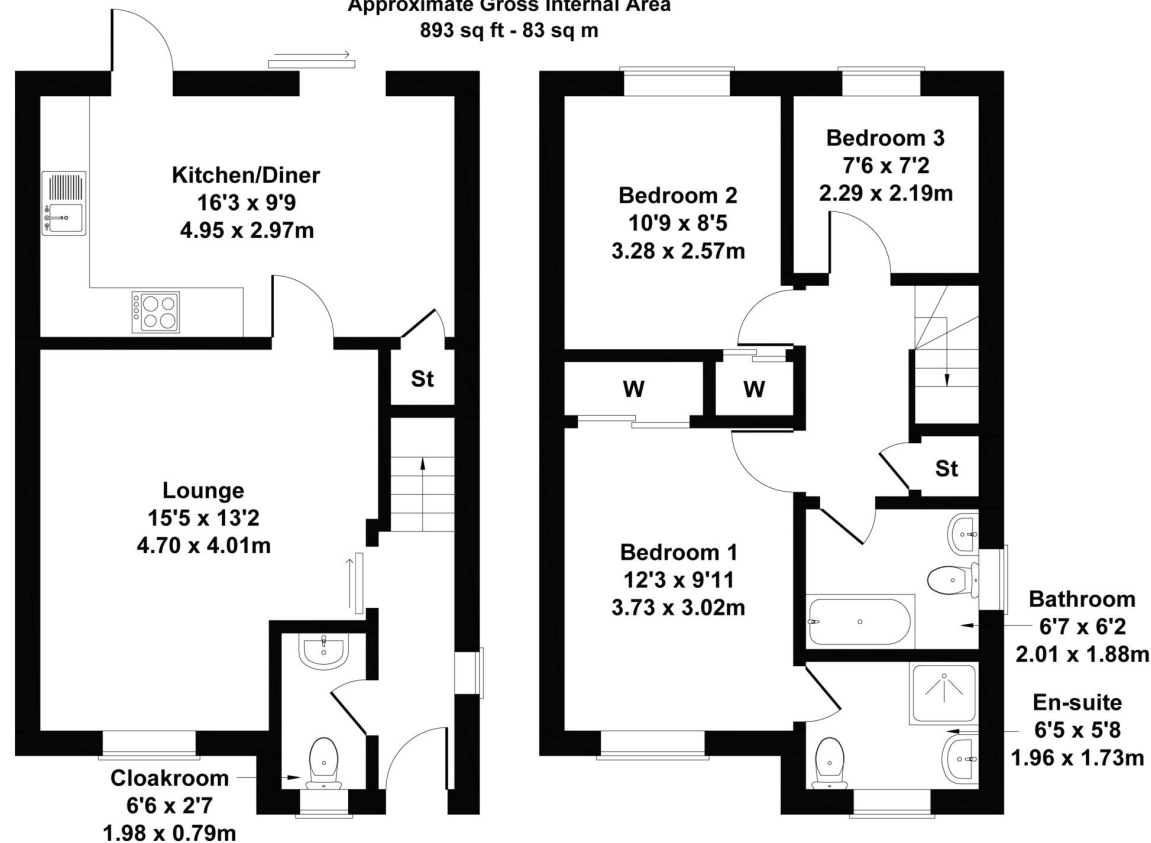 Approximate Gross Internal Area
893 sq ft - 83 sq m
Kitchen/Diner
16'3 x 9'9
4.95 x 2.97m
St
Lounge
15'5 x 13'2
4.70 x 4.01m
Cloakroom
6'6 x 2'7
1.98 x 0.79m
Bedroom 2
10'9 x 8'5
3.28 x 2.57m
Bedroom 3
7'6 x 7'2
2.29 x 2.19m
W
W
St
Bedroom 1
12'3 x 9'11
3.73 x 3.02m
Bathroom
6'7 x 6'2
2.01 x 1.88m
En-suite
6'5 x 5'8
1.96 x 1.73m